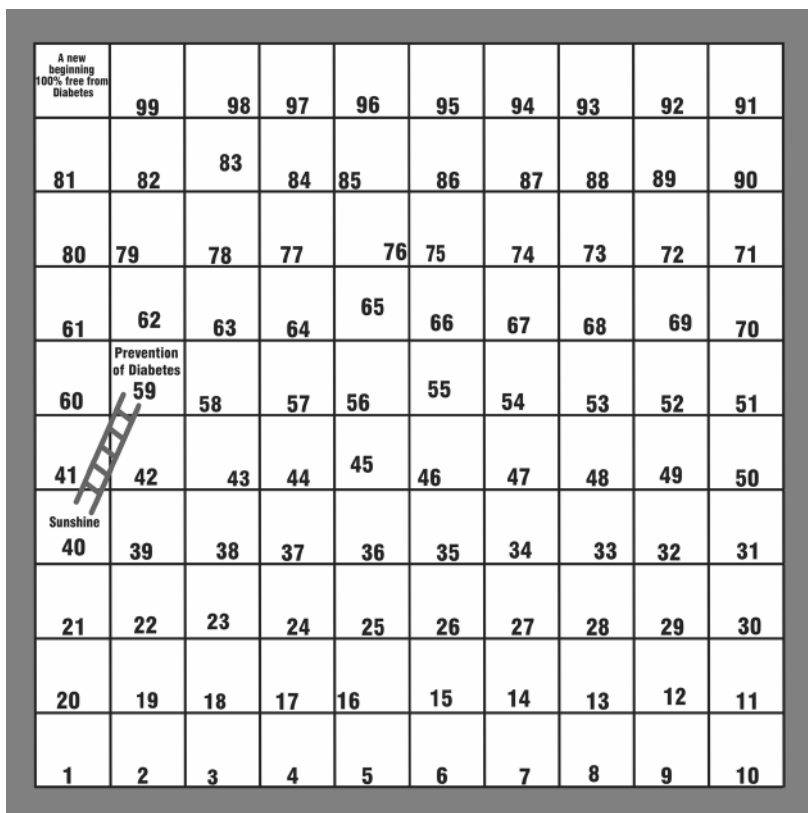 A new
beginning
100% free from
Diabetes
99 98 97 96 95 94 93 92 91
81 82 83 84 85 86 87 88 89 90
80 79 78 77 76 75 74 73 72 71
61 62 63 64 65 66 67 68 69 70
Prevention
of Diabetes
60 59 58 57 56 55 54 53 52 51
41 42 43 44 45 46 47 48 49 50
Sunshine
40 39 38 37 36 35 34 33 32 31
21 22 23 24 25 26 27 28 29 30
20 19 18 17 16 15 14 13 12 11
1 2 3 4 5 6 7 8 9 10